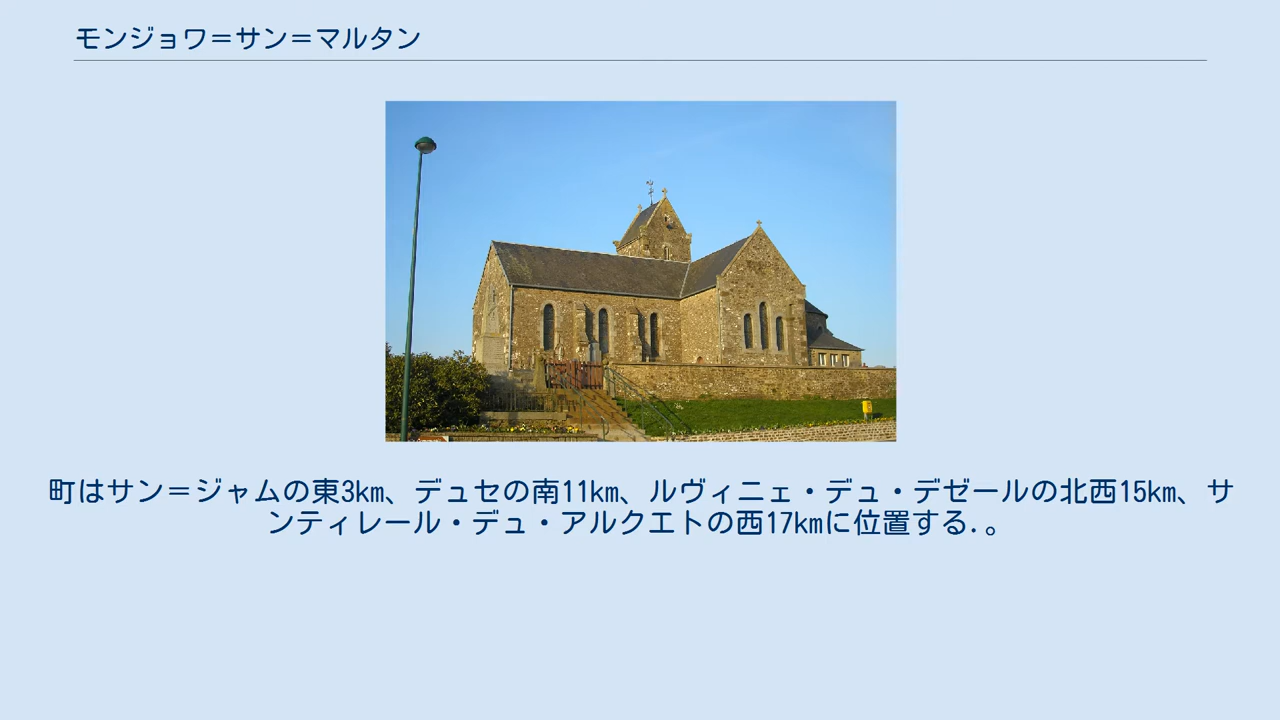 モンジョワ＝サン＝マルタン
町はサン＝ジャムの東3km、デュセの南11km、ルヴィニェ・デュ・デゼールの北西15km、サ
ンティレール・デュ・アルクエトの西17kmに位置する.。